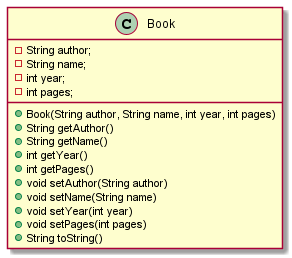 C Book
String author;
String name;
int year;
int pages;
Book(String author, String name, int year, int pages)
String getAuthor()
String getName()
int getYear()
int getPages()
void setAuthor(String author)
void setName(String name)
void setYear(int year)
void setPages(int pages)
String toString()